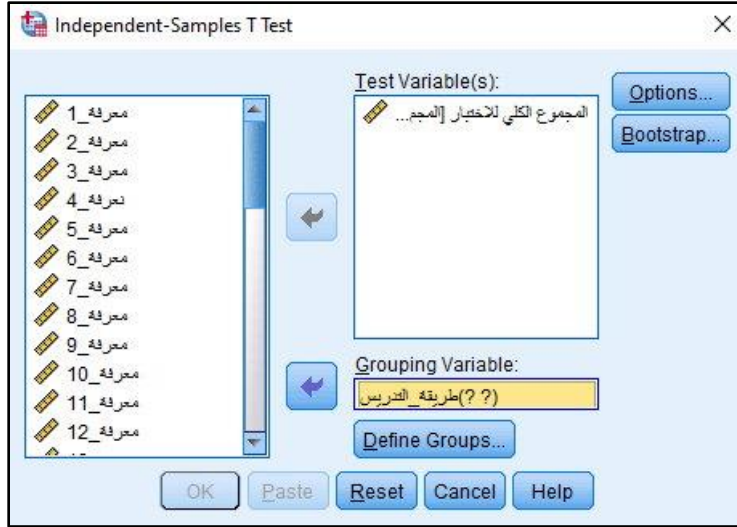 Independent-Samples T Test
معرفة_1
معرفة_2
معرفة_3
تعرفة_4
معرفة_5
معرفة_6
معرفة_7
معرفة_8
معرفة_9
معرفة_10
معرفة_11
معرفة_12
Test Variable(s):
المجموع الكلي للاختبار [المجم...
Grouping Variable:
طريقة_التدريس(? ?)
Define Groups...
Options...
Bootstrap...
OK
Paste
Reset
Cancel
Help